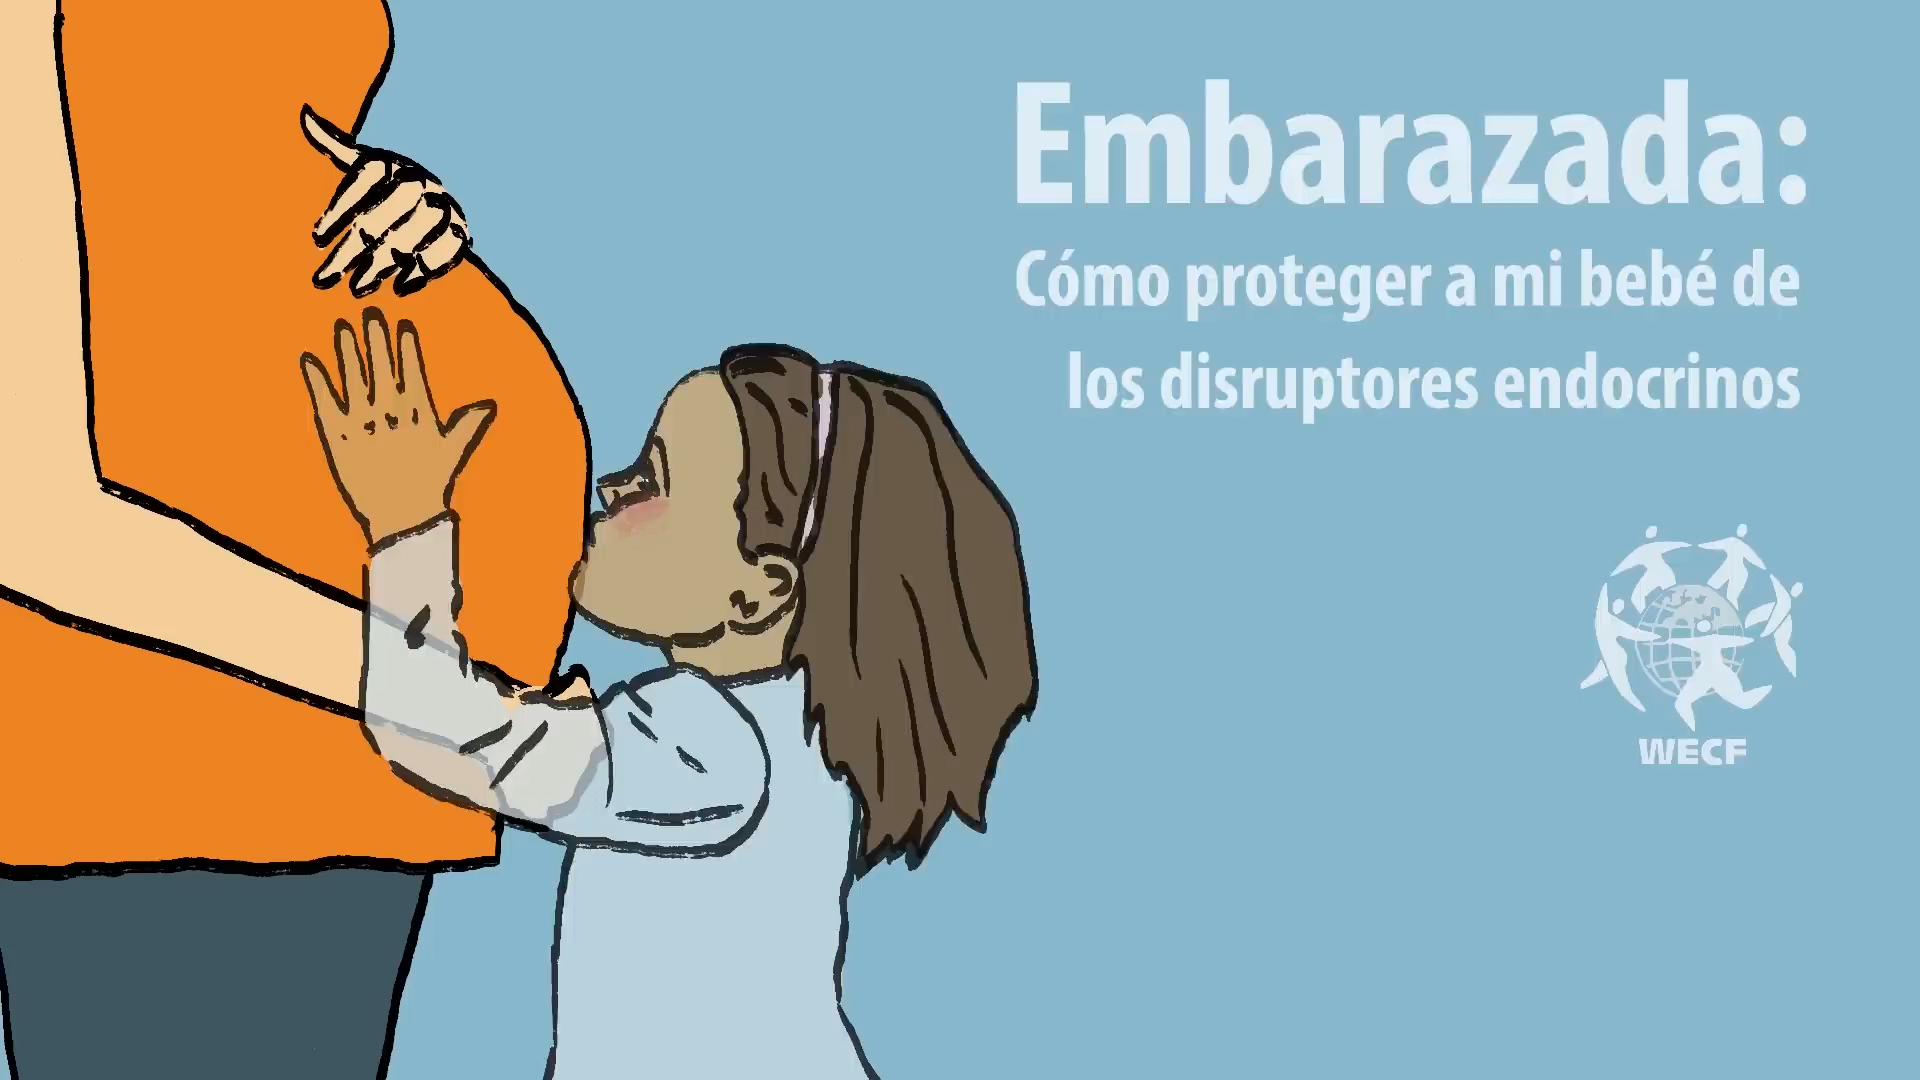 Embarazada:
Cómo proteger a mi bebé de
los disruptores endocrinos
WECF